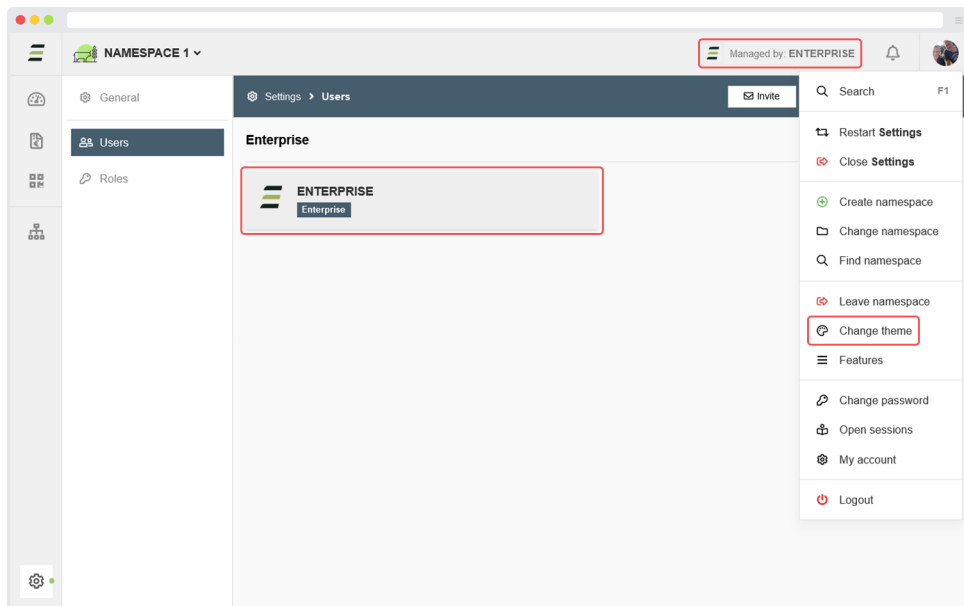 NAMESPACE 1
Managed by: ENTERPRISE
General
Users
Roles
Settings > Users
Invite
Enterprise
ENTERPRISE
Enterprise
Search F1
Restart Settings
Close Settings
Create namespace
Change namespace
Find namespace
Leave namespace
Change theme
Features
Change password
Open sessions
My account
Logout